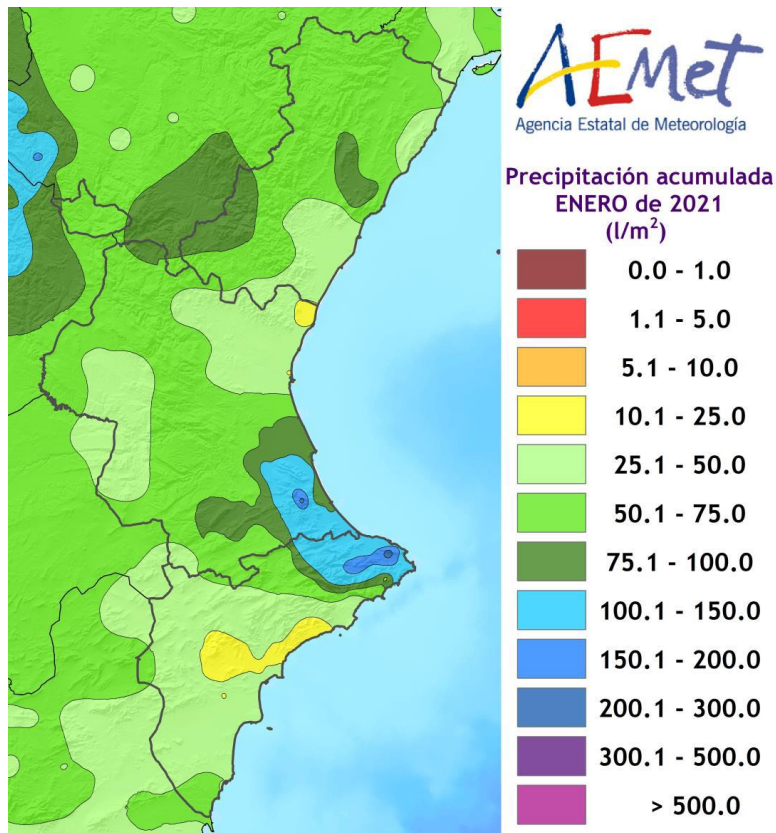 AEMet
Agencia Estatal de Meteorología
Precipitación acumulada
ENERO de 2021
(l/m²)
0.0 - 1.0
1.1 - 5.0
5.1 - 10.0
10.1 - 25.0
25.1 - 50.0
50.1 - 75.0
75.1 - 100.0
100.1 - 150.0
150.1 - 200.0
200.1 - 300.0
300.1 - 500.0
> 500.0